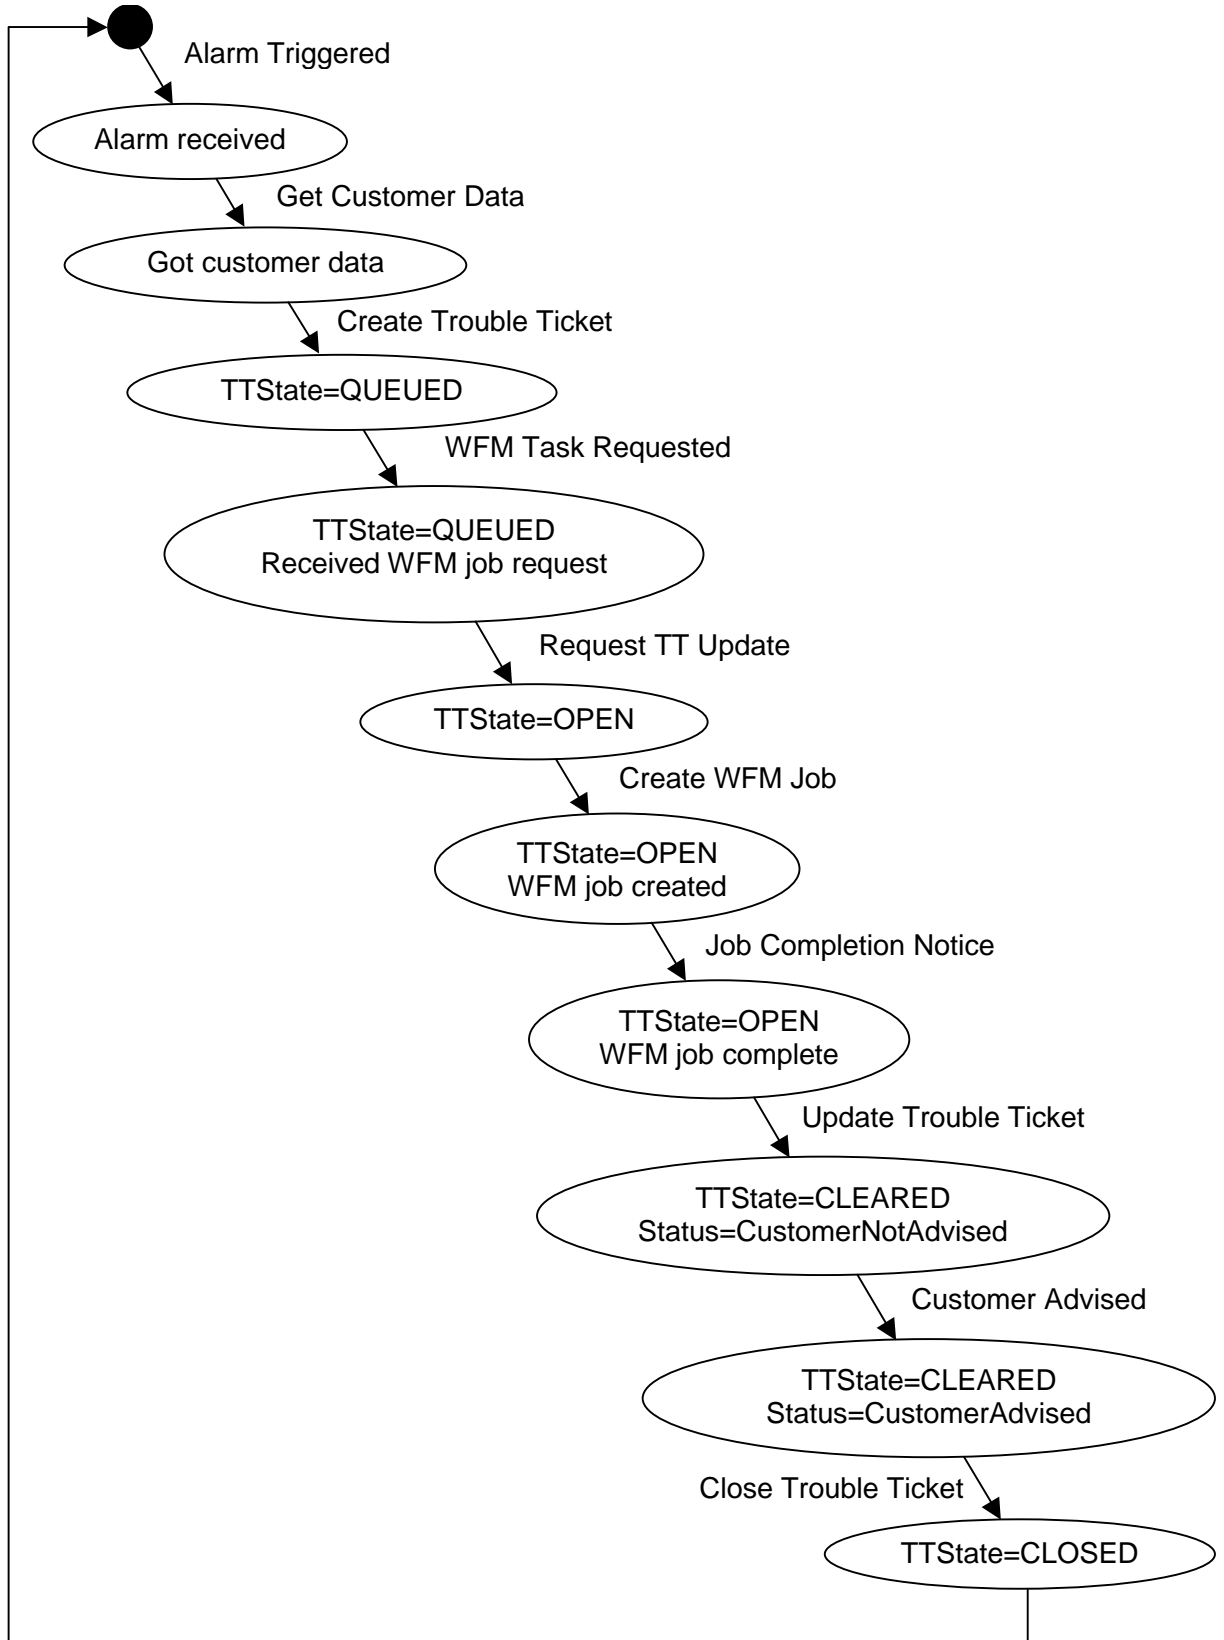 Alarm Triggered
Alarm received
Get Customer Data
Got customer data
Create Trouble Ticket
TTState=QUEUED
WFM Task Requested
TTState=QUEUED
Received WFM job request
Request TT Update
TTState=OPEN
Create WFM Job
TTState=OPEN
WFM job created
Job Completion Notice
TTState=OPEN
WFM job complete
Update Trouble Ticket
TTState=CLEARED
Status=CustomerNotAdvised
Customer Advised
TTState=CLEARED
Status=CustomerAdvised
Close Trouble Ticket
TTState=CLOSED